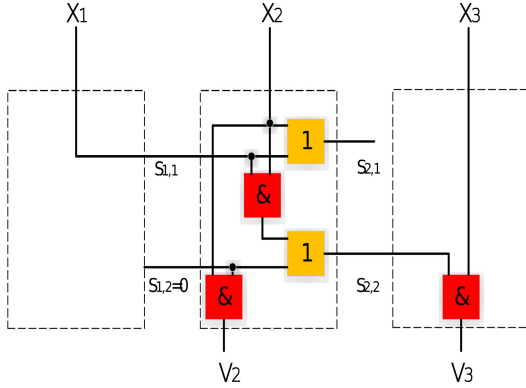 X1 X2 X3
1
S1,1 S2,1
&
1
S1,2=0 S2,2
& &
V2 V3